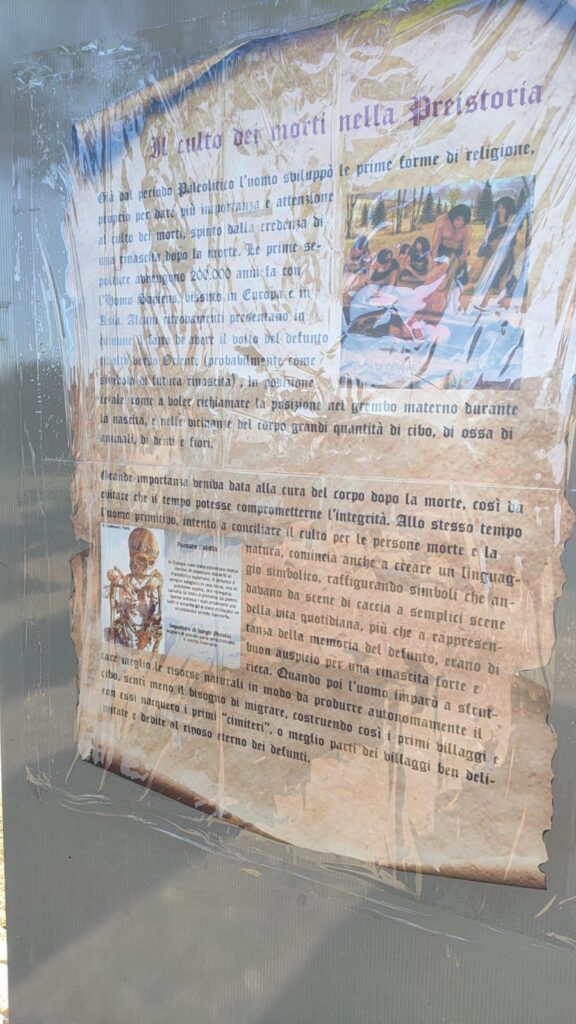 Il culto dei morti nella Preistoria
Già dal periodo Paleolitico l'uomo sviluppò le prime forme di religione,
proprio per dare più importanza e attenzione
al culto dei morti, spinto dalla credenza di
una rinascita dopo la morte. Le prime se-
polture avvengono 200.000 anni fa con
l'Homo Sapiens, vissuto in Europa e in
Asia. Alcuni ritrovamenti presentano in
comune il fatto di avere il volto del defunto
rivolto verso Oriente (probabilmente come
simbolo di futura rinascita), in posizione
fetale come a voler richiamare la posizione nel grembo materno durante
la nascita, e nelle vicinanze del corpo grandi quantità di cibo, di ossa di
animali, di denti e fiori.
Grande importanza veniva data alla cura del corpo dopo la morte, così da
evitare che il tempo potesse comprometterne l'integrità. Allo stesso tempo
l'uomo primitivo, intento a conciliare il culto per le persone morte e la
natura, comincia anche a creare un linguag-
gio simbolico, raffigurando simboli che an-
davano da scene di caccia a semplici scene
della vita quotidiana, più che a rappresen-
tanza della memoria del defunto, erano di
buon auspicio per una rinascita forte e
ricca. Quando poi l'uomo imparò a sfrut-
tare meglio le risorse naturali in modo da produrre autonomamente il
cibo, sentì meno il bisogno di migrare, costruendo così i primi villaggi e
con essi nacquero i primi "cimiteri", o meglio parti dei villaggi ben deli-
mitate e dedite al riposo eterno dei defunti.
Sepoltura di Sungir (Russia)